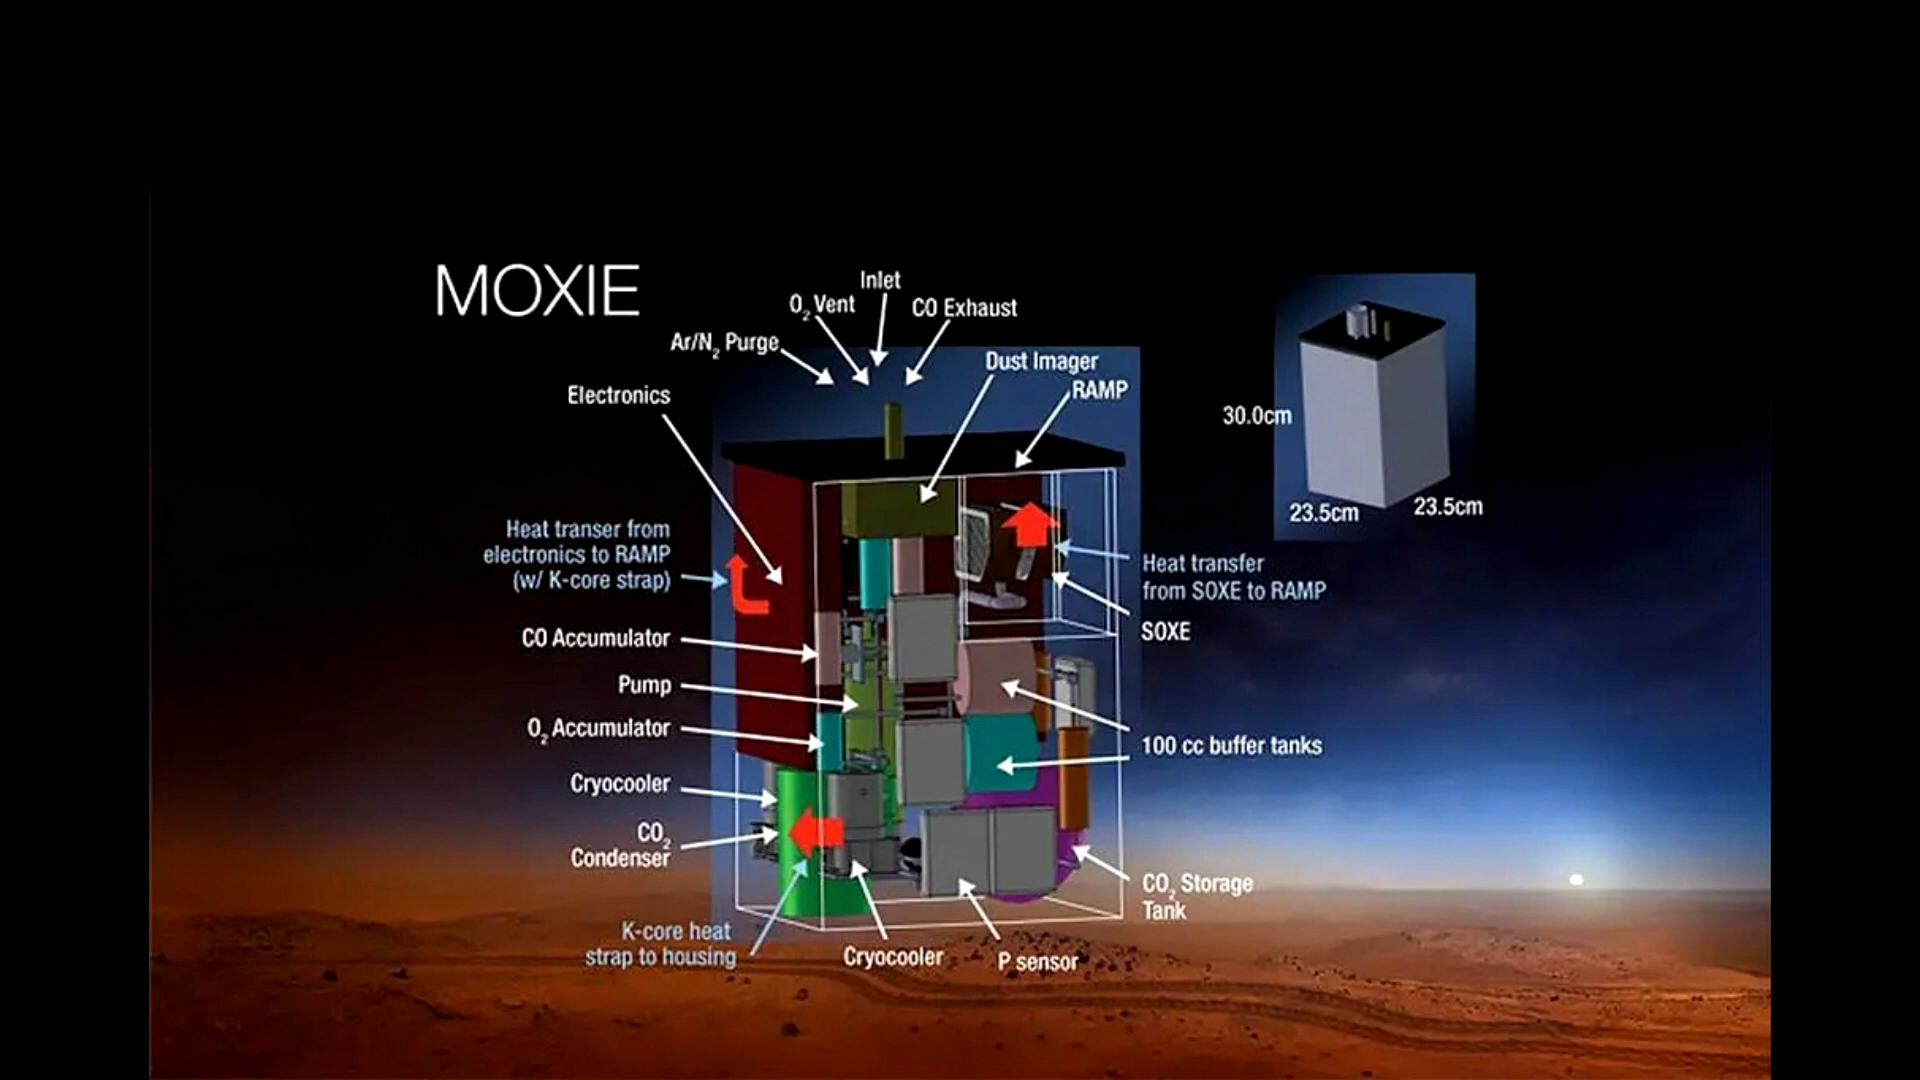 MOXIE
Inlet
O2 Vent
CO Exhaust
Ar/N2 Purge
Dust Imager
RAMP
Electronics
Heat transer from
electronics to RAMP
(w/ K-core strap)
CO Accumulator
Pump
O2 Accumulator
Cryocooler
CO2
Condenser
K-core heat
strap to housing
Cryocooler
P sensor
CO2 Storage
Tank
100 cc buffer tanks
SOXE
Heat transfer
from SOXE to RAMP
30.0cm
23.5cm
23.5cm